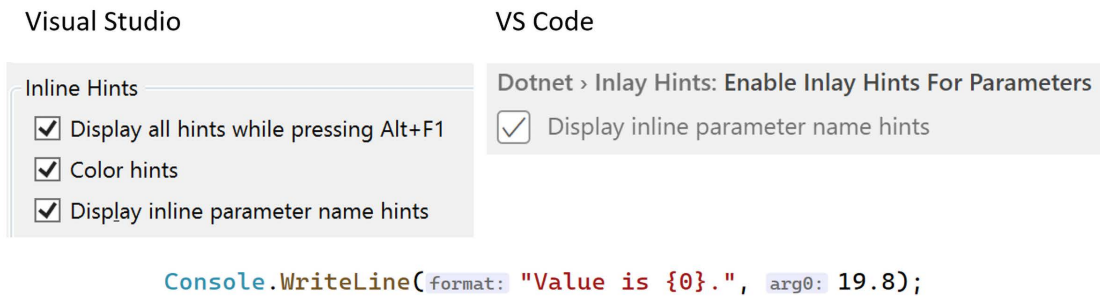 Visual Studio
VS Code
Inline Hints
Display all hints while pressing Alt+F1
Color hints
Display inline parameter name hints
Dotnet › Inlay Hints: Enable Inlay Hints For Parameters
Display inline parameter name hints
Console.WriteLine(format: "Value is {0}.", arg0: 19.8);